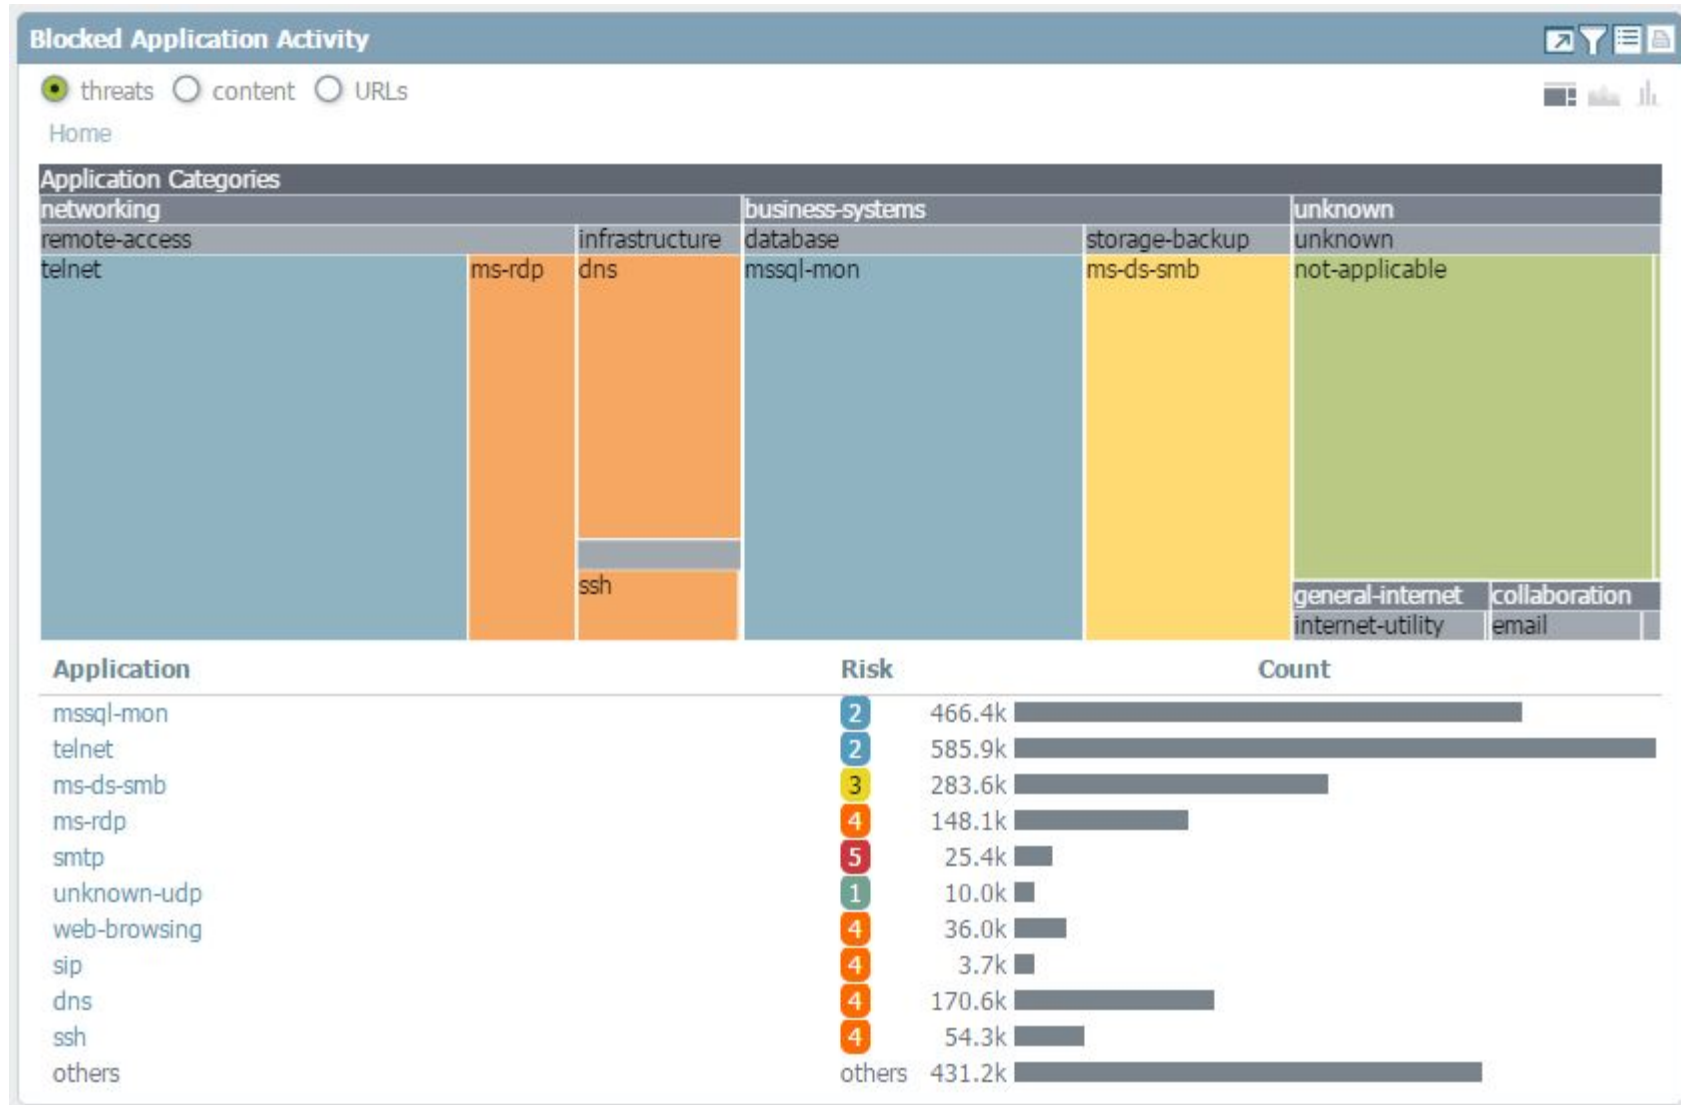 Blocked Application Activity
threats content URLs
Home
Application Categories
networking business-systems unknown
remote-access infrastructure database storage-backup unknown
telnet ms-rdp dns mssql-mon ms-ds-smb not-applicable
ssh
general-internet collaboration
internet-utility email
Application Risk Count
mssql-mon 2 466.4k
telnet 2 585.9k
ms-ds-smb 3 283.6k
ms-rdp 4 148.1k
smtp 5 25.4k
unknown-udp 1 10.0k
web-browsing 4 36.0k
sip 4 3.7k
dns 4 170.6k
ssh 4 54.3k
others others 431.2k